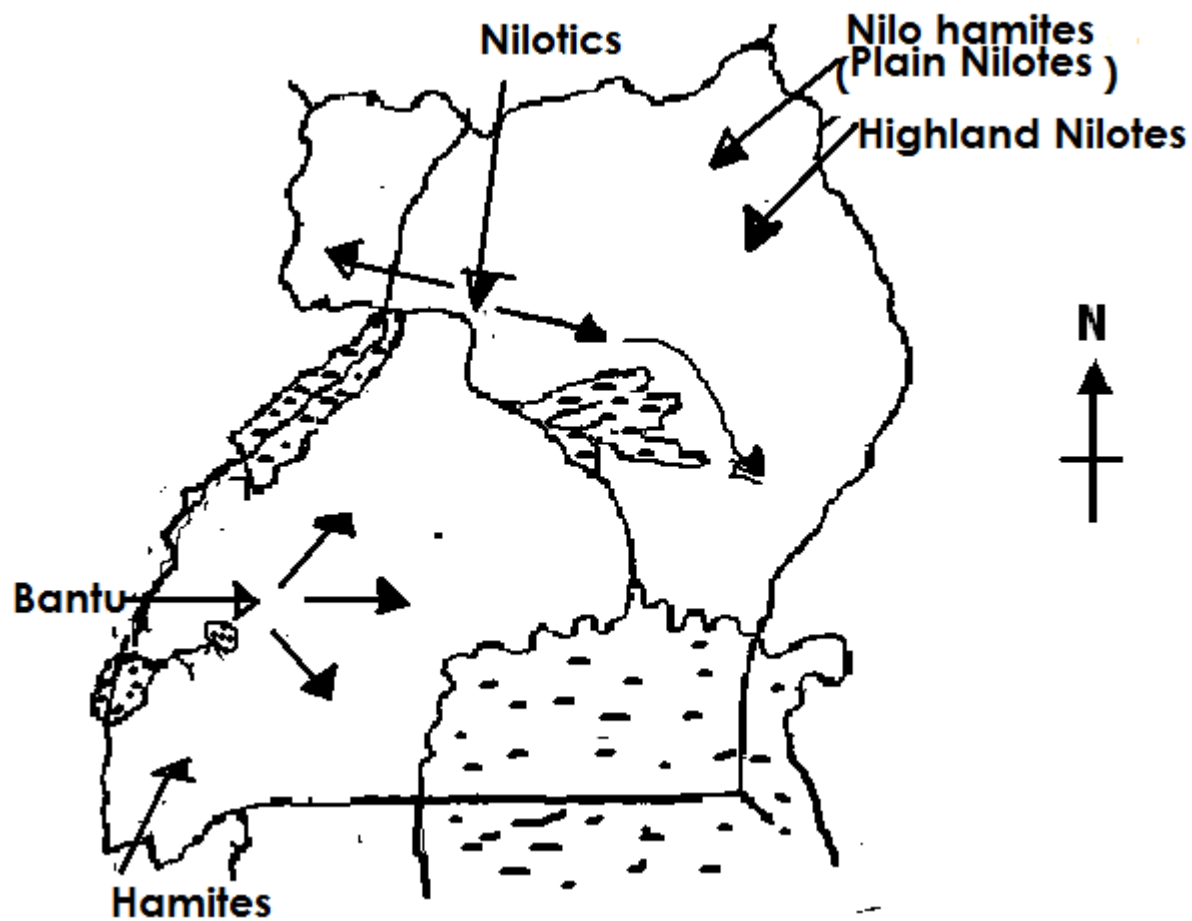 Nilotics
Nilo hamites
(Plain Nilotes )
Highland Nilotes
N
Bantu
Hamites